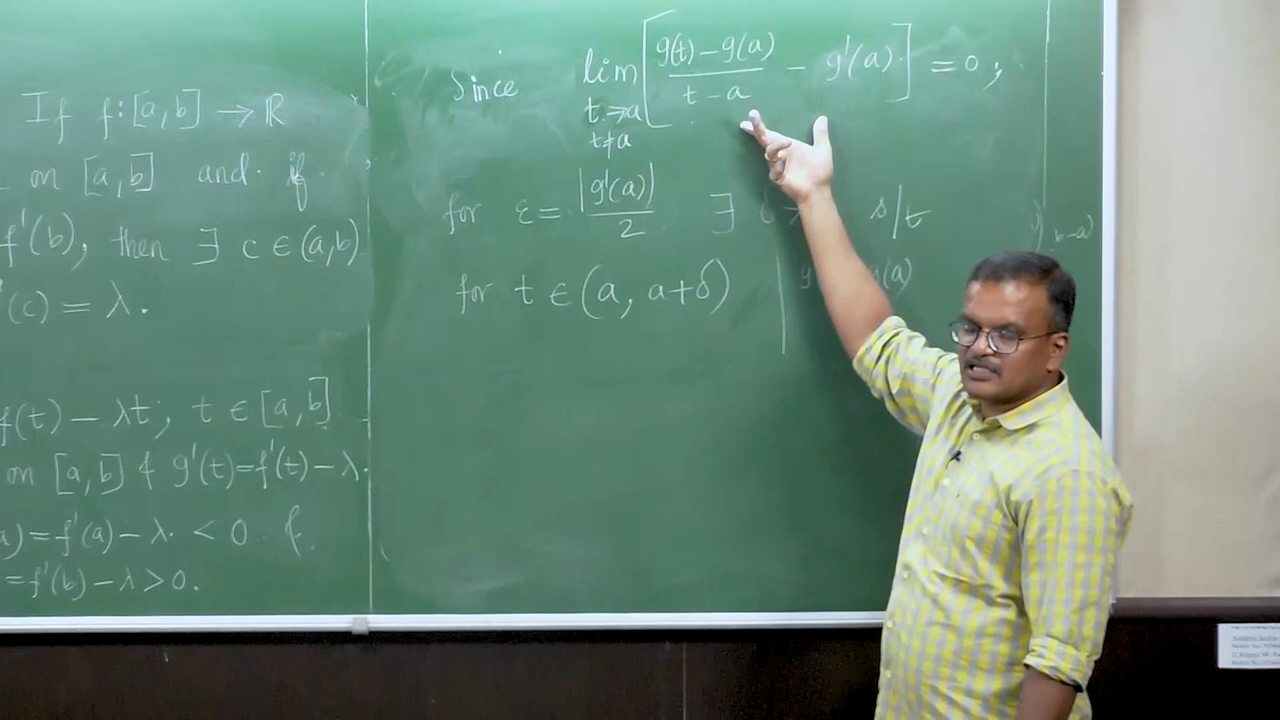 If f:[a,b] → ℝ
on [a,b] and if
f'(b), then ∃ c ∈ (a,b)
'(c) = λ.
f(t) − λt; t ∈ [a,b]
on [a,b] & g'(t)=f'(t)−λ.
a) = f'(a) − λ < 0 &
= f'(b) − λ > 0.
Since lim t→a t≠a [ (g(t) − g(a))/(t − a) − g'(a) ] = 0;
for ε = |g'(a)|/2 ∃ s/t
for t ∈ (a, a+δ)